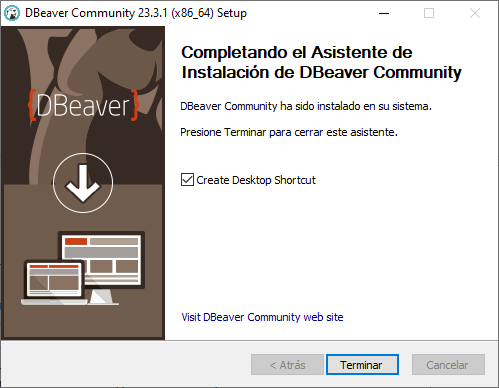 DBeaver Community 23.3.1 (x86_64) Setup
{DBeaver}
Completando el Asistente de
Instalación de DBeaver Community
DBeaver Community ha sido instalado en su sistema.
Presione Terminar para cerrar este asistente.
Create Desktop Shortcut
Visit DBeaver Community web site
< Atrás
Terminar
Cancelar